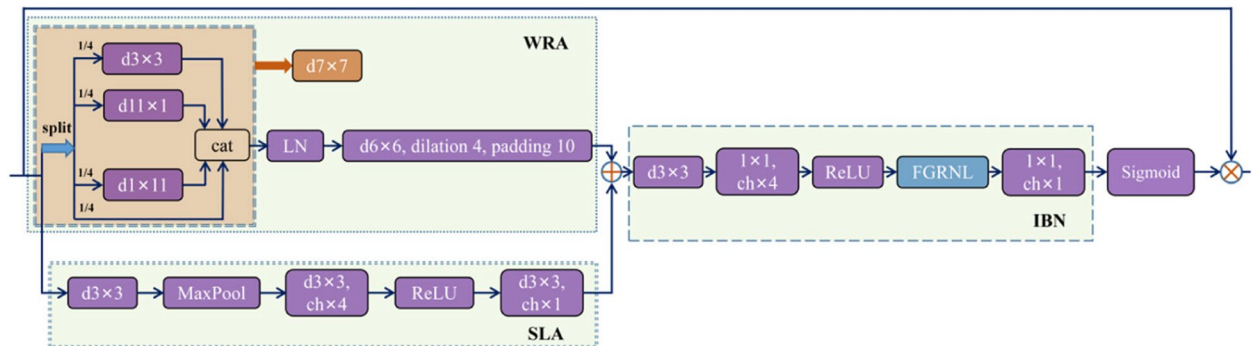 WRA
1/4
d3×3
d7×7
1/4
d11×1
split
cat
LN
d6×6, dilation 4, padding 10
1/4
d1×11
1/4
d3×3
1×1,
ch×4
ReLU
FGRNL
1×1,
ch×1
Sigmoid
IBN
d3×3
MaxPool
d3×3,
ch×4
ReLU
d3×3,
ch×1
SLA